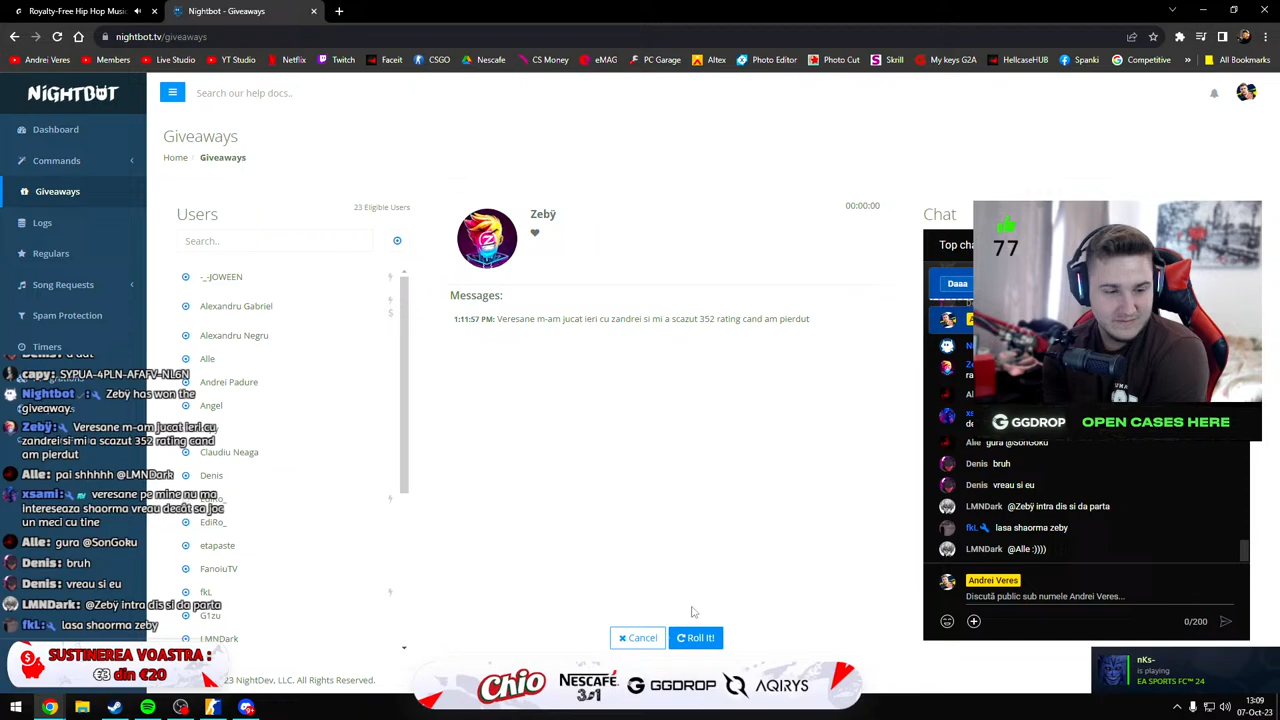 Royalty-Free Hip Hop Music
Nightbot - Giveaways
nightbot.tv/giveaways
Andrei Veres
Members
Live Studio
YT Studio
Netflix
Twitch
Faceit
CSGO
Nescafe
CS Money
eMAG
PC Garage
Altex
Photo Editor
Photo Cut
Skrill
My keys G2A
HellcaseHUB
Spanki
Competitive
»
All Bookmarks
NIGHTBOT
Search our help docs..
Dashboard
Commands
Giveaways
Logs
Regulars
Song Requests
Spam Protection
Timers
Giveaways
Home / Giveaways
Users
23 Eligible Users
Search..
-_-JOWEEN
Alexandru Gabriel
Alexandru Negru
Alle
Andrei Padure
Angel
Claudiu Neaga
Denis
EdiRo_
EdiRo_
etapaste
FanoiuTV
fkL
G1zu
LMNDark
Zebÿ
00:00:00
Messages:
1:11:57 PM: Veresane m-am jucat ieri cu zandrei si mi a scazut 352 rating cand am pierdut
Cancel
Roll It!
Chat
Top cha
Daaa
77
GGDROP OPEN CASES HERE
Alle gura @SonGoku
Denis bruh
Denis vreau si eu
LMNDark @Zebÿ intra dis si da parta
fkL lasa shaorma zeby
LMNDark @Alle :))))
Andrei Veres
Discută public sub numele Andrei Veres...
0/200
capy: SYPUA-4PLN-AFAFV-NL6N
Nightbot : Zebÿ has won the
giveaway.
Zebÿ: Veresane m-am jucat ieri cu
zandrei si mi a scazut 352 rating cand
am pierdut
Alle: pai shhhhh @LMNDark
xsami: veresane pe mine nu ma
intereseaza shaorma vreau decât sa joc
un meci cu tine
Alle: gura @SonGoku
Denis: bruh
Denis: vreau si eu
LMNDark: @Zebÿ intra dis si da parta
fkL: lasa shaorma zeby
SUSTINEREA VOASTRA :
€3 din €20
23 NightDev, LLC. All Rights Reserved.
Chio
NESCAFÉ
3în1
GGDROP
AQIRYS
nKs-
is playing
EA SPORTS FC™ 24
13:09
07-Oct-23